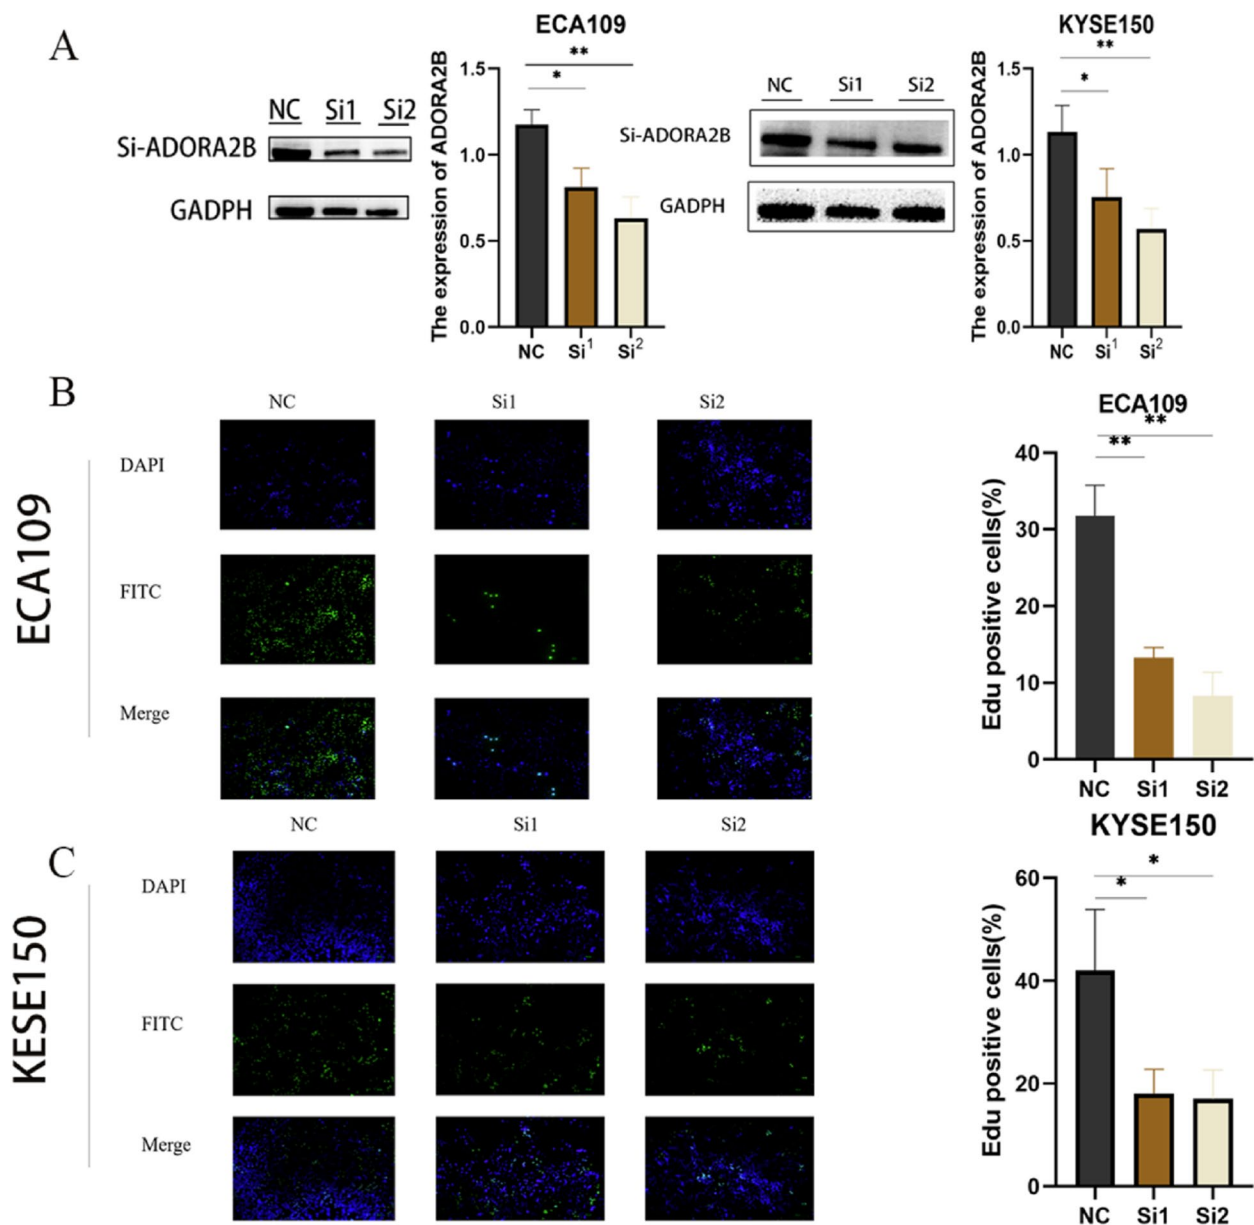 A
NC Si1 Si2
Si-ADORA2B
GADPH
ECA109
**
*
The expression of ADORA2B
1.5
1.0
0.5
0.0
NC Si1 Si2
NC Si1 Si2
Si-ADORA2B
GADPH
KYSE150
**
*
The expression of ADORA2B
1.5
1.0
0.5
0.0
NC Si1 Si2
B
ECA109
NC Si1 Si2
DAPI
FITC
Merge
ECA109
**
**
Edu positive cells(%)
40
30
20
10
0
NC Si1 Si2
C
KESE150
NC Si1 Si2
DAPI
FITC
Merge
KYSE150
*
*
Edu positive cells(%)
60
40
20
0
NC Si1 Si2